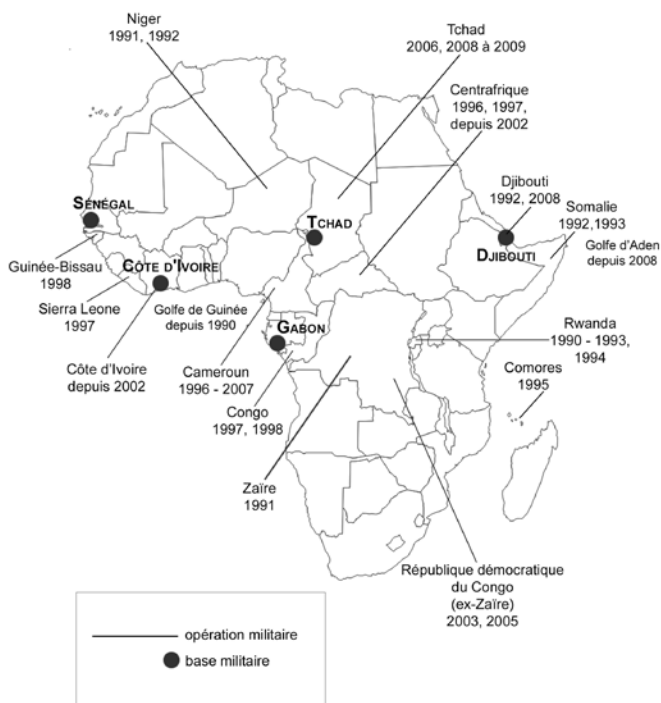 Niger
1991, 1992
Tchad
2006, 2008 à 2009
Centrafrique
1996, 1997,
depuis 2002
SÉNÉGAL
TCHAD
Djibouti
1992, 2008
Somalie
1992,1993
DJIBOUTI
Golfe d'Aden
depuis 2008
Guinée-Bissau
1998
CÔTE D'IVOIRE
Sierra Leone
1997
Golfe de Guinée
depuis 1990
GABON
Rwanda
1990 - 1993,
1994
Côte d'Ivoire
depuis 2002
Cameroun
1996 - 2007
Comores
1995
Congo
1997, 1998
Zaïre
1991
République démocratique
du Congo
(ex-Zaïre)
2003, 2005
opération militaire
base militaire